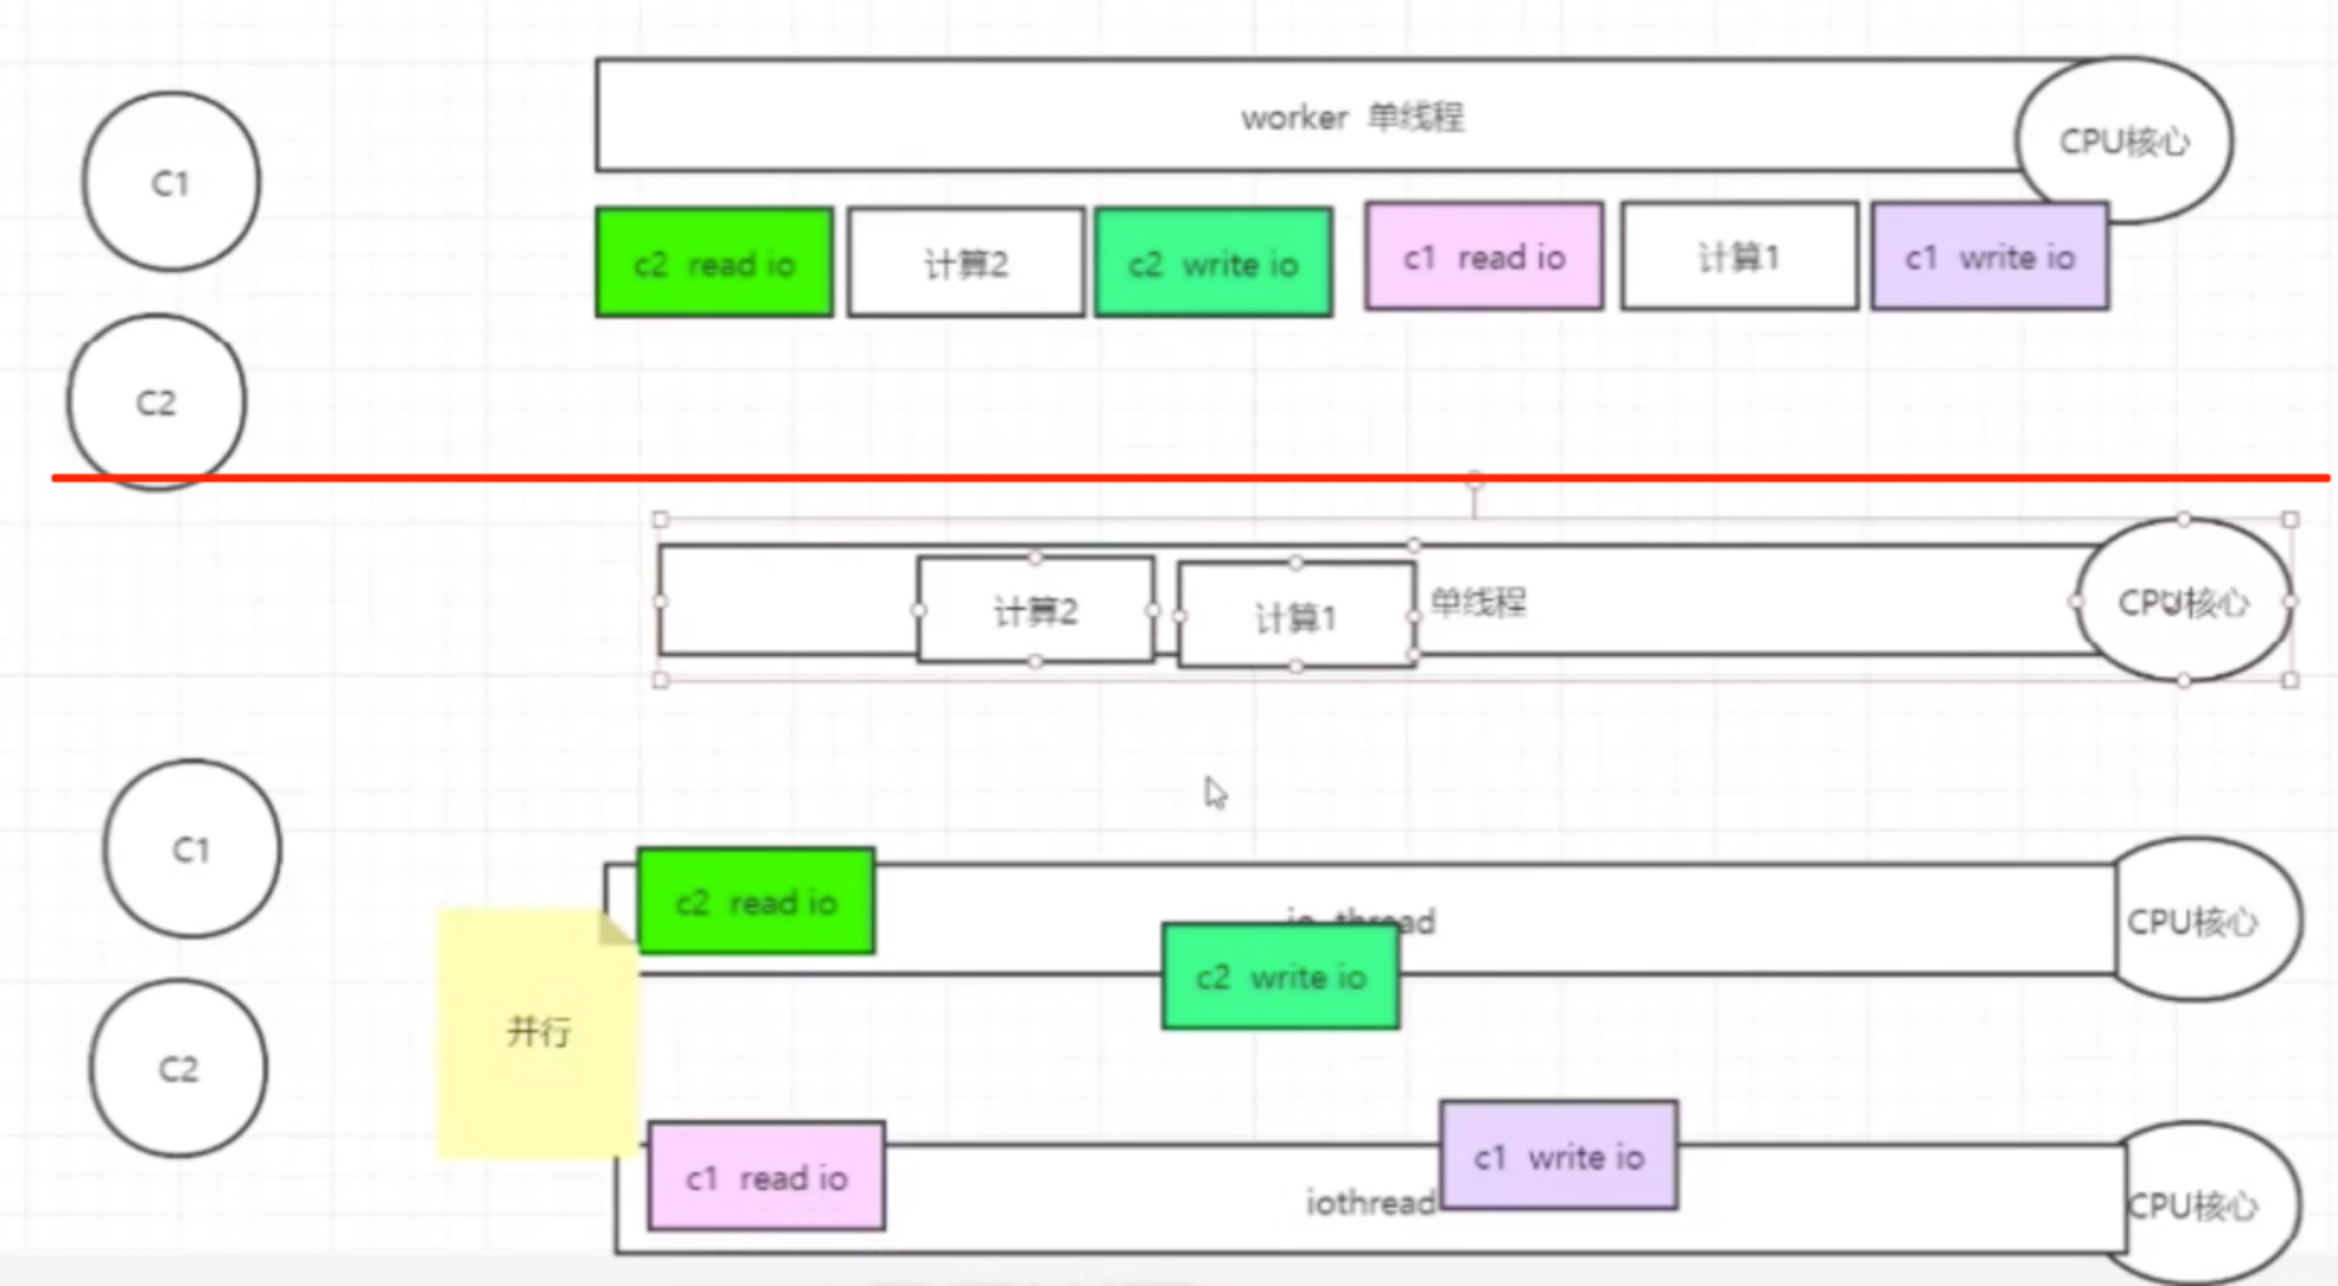 worker 单线程
CPU核心
C1
c2 read io
计算2
c2 write io
c1 read io
计算1
c1 write io
C2
计算2
计算1
单线程
CPU核心
C1
c2 read io
CPU核心
c2 write io
并行
C2
c1 read io
c1 write io
iothread
CPU核心